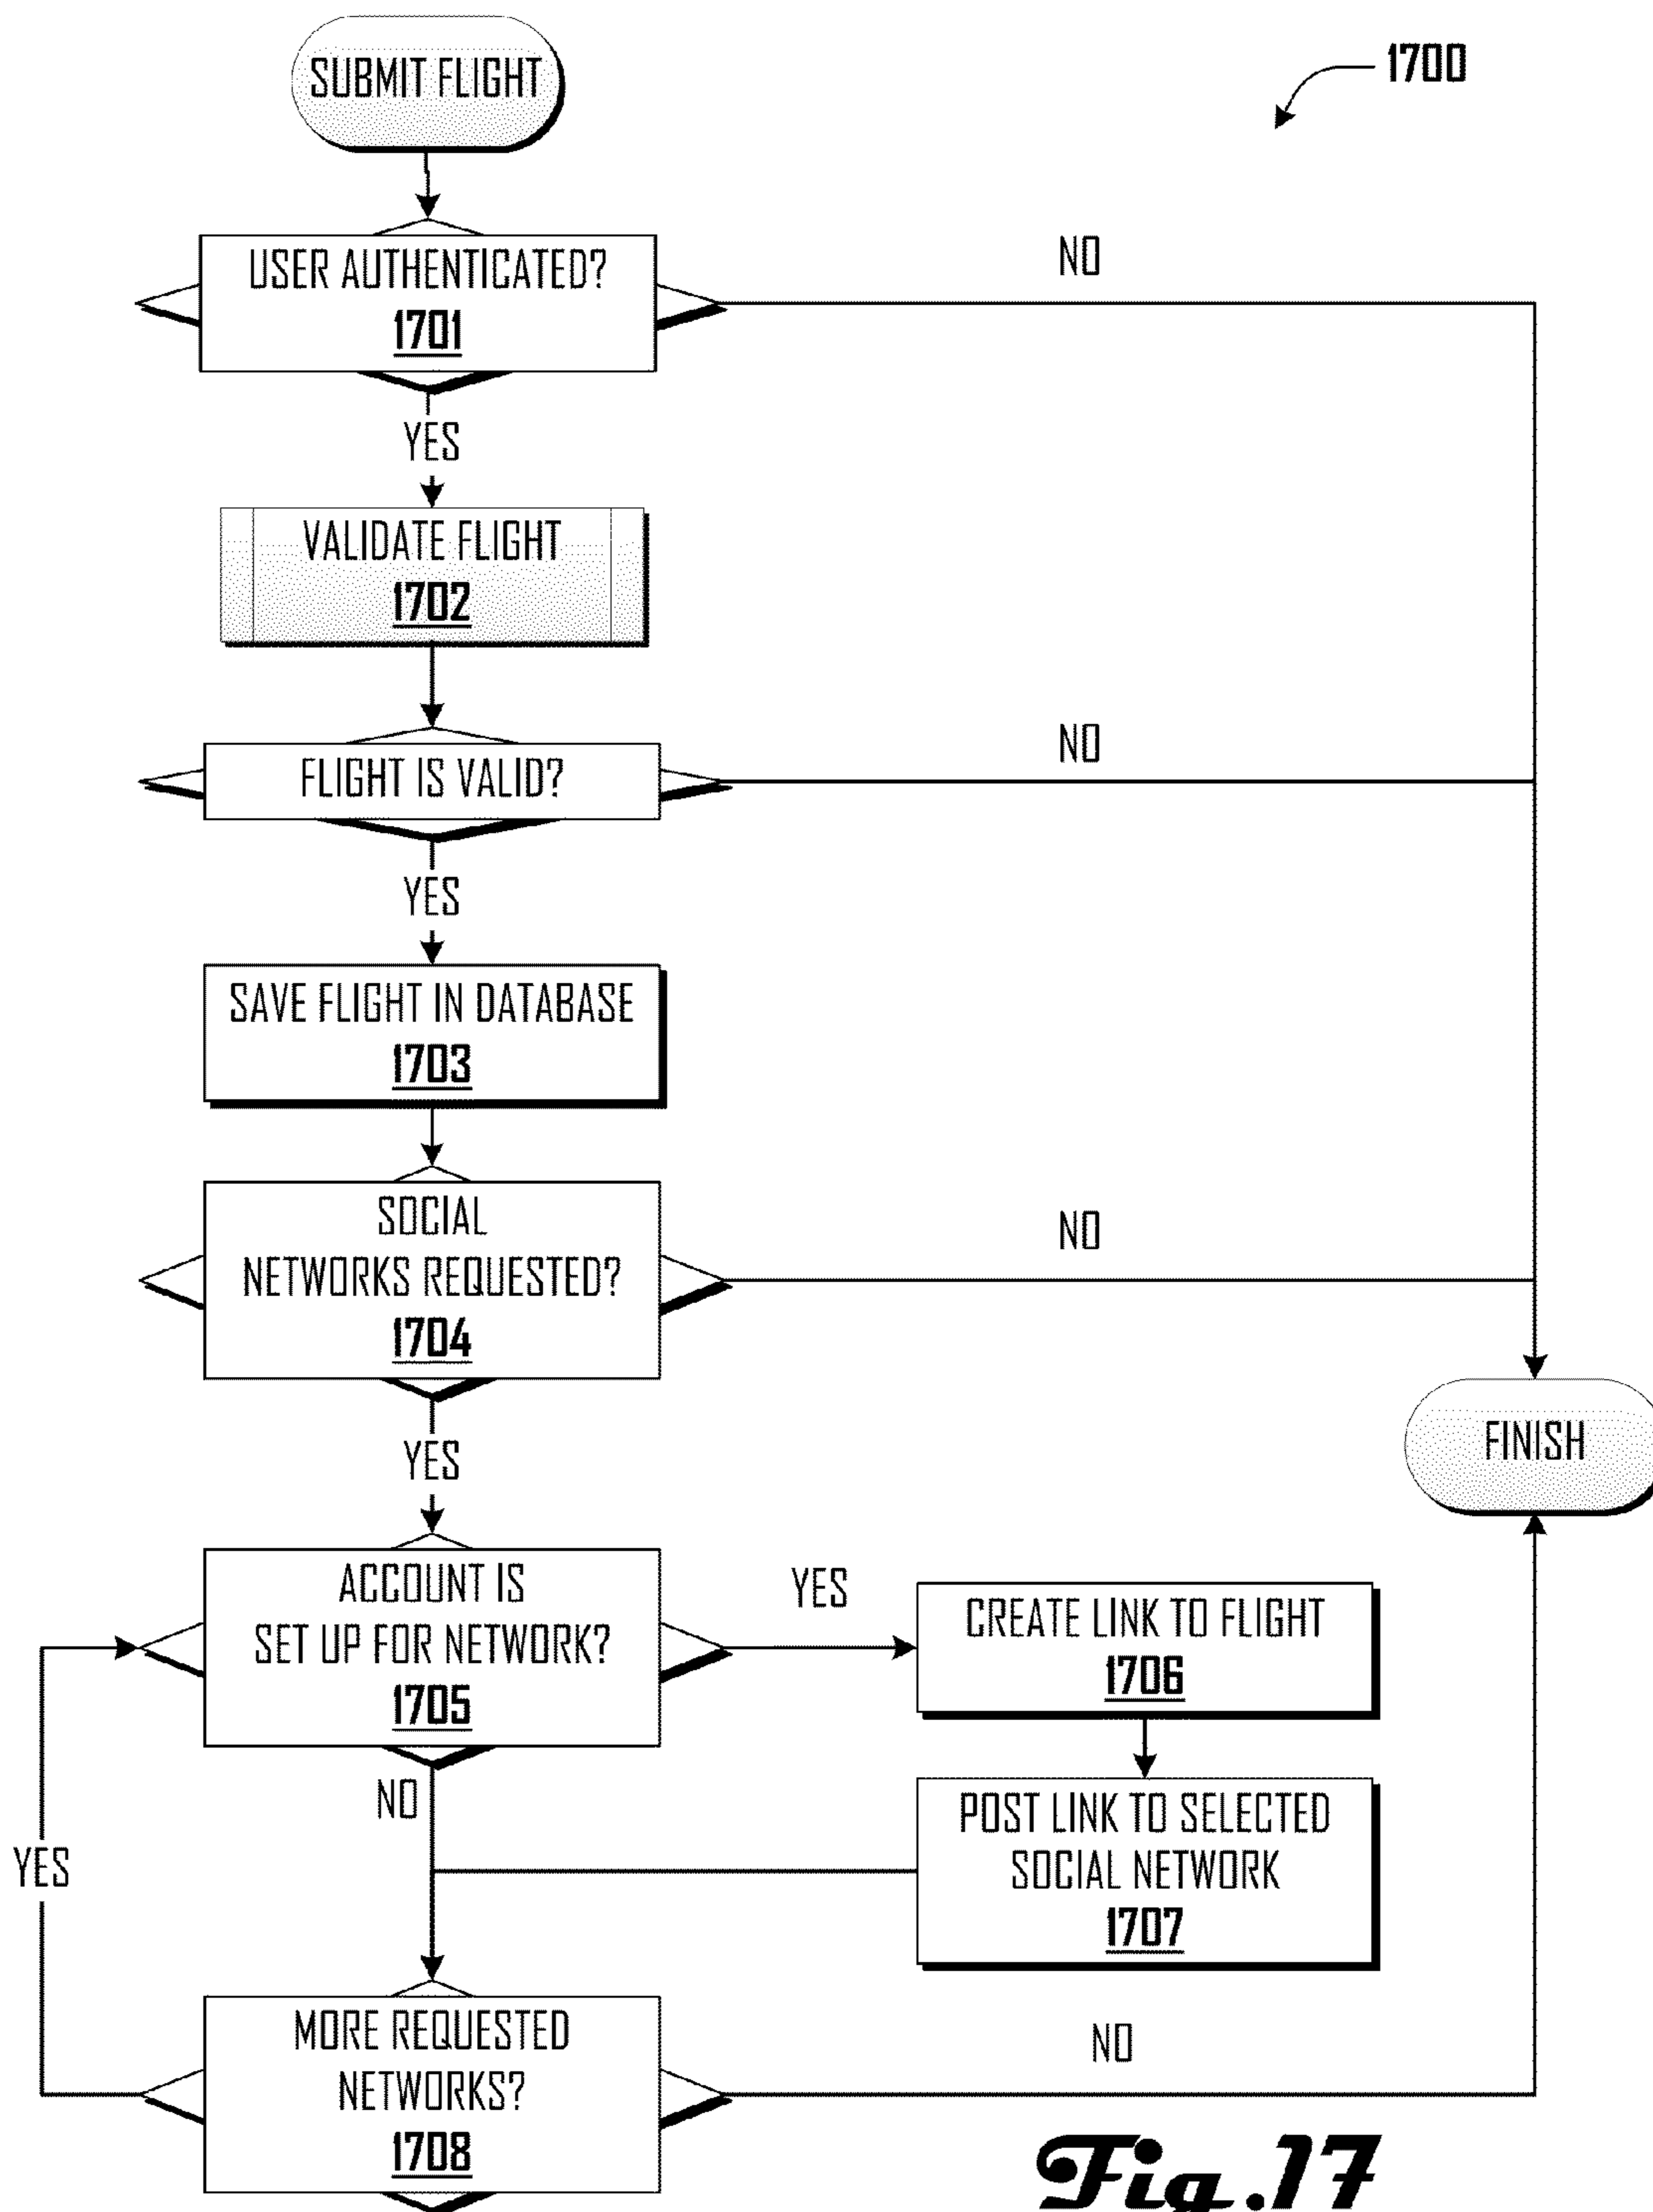 SUBMIT FLIGHT
1700
USER AUTHENTICATED?
1701
NO
YES
VALIDATE FLIGHT
1702
FLIGHT IS VALID?
NO
YES
SAVE FLIGHT IN DATABASE
1703
SOCIAL
NETWORKS REQUESTED?
1704
NO
YES
FINISH
ACCOUNT IS
SET UP FOR NETWORK?
1705
YES
CREATE LINK TO FLIGHT
1706
NO
POST LINK TO SELECTED
SOCIAL NETWORK
1707
YES
MORE REQUESTED
NETWORKS?
1708
NO
Fig.17